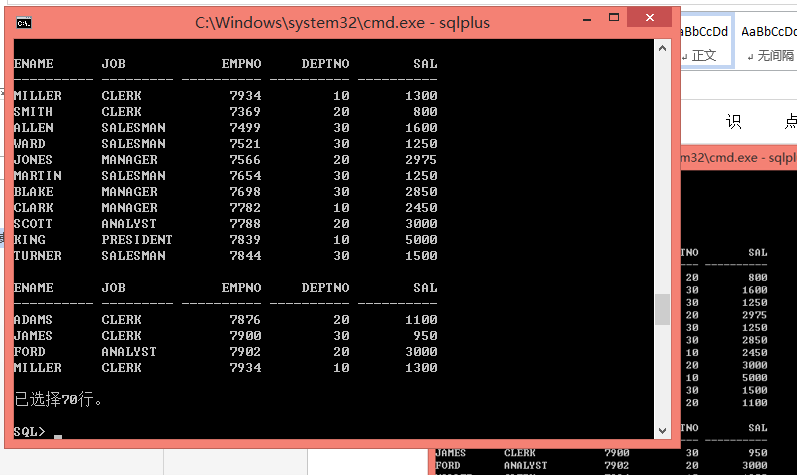 C:\Windows\system32\cmd.exe - sqlplus
ENAME JOB EMPNO DEPTNO SAL
---------- --------- ---------- ---------- ----------
MILLER CLERK 7934 10 1300
SMITH CLERK 7369 20 800
ALLEN SALESMAN 7499 30 1600
WARD SALESMAN 7521 30 1250
JONES MANAGER 7566 20 2975
MARTIN SALESMAN 7654 30 1250
BLAKE MANAGER 7698 30 2850
CLARK MANAGER 7782 10 2450
SCOTT ANALYST 7788 20 3000
KING PRESIDENT 7839 10 5000
TURNER SALESMAN 7844 30 1500
ENAME JOB EMPNO DEPTNO SAL
---------- --------- ---------- ---------- ----------
ADAMS CLERK 7876 20 1100
JAMES CLERK 7900 30 950
FORD ANALYST 7902 20 3000
MILLER CLERK 7934 10 1300
已选择70行。
SQL> _
aBbCcDd AaBbCcDd
正文 无间隔
识 点
m32\cmd.exe - sqlpl
TNO SAL
20 800
30 1600
30 1250
20 2975
30 1250
30 2850
10 2450
20 3000
10 5000
30 1500
20 1100
TNO SAL
JAMES CLERK 7900 30 950
FORD ANALYST 7902 20 3000